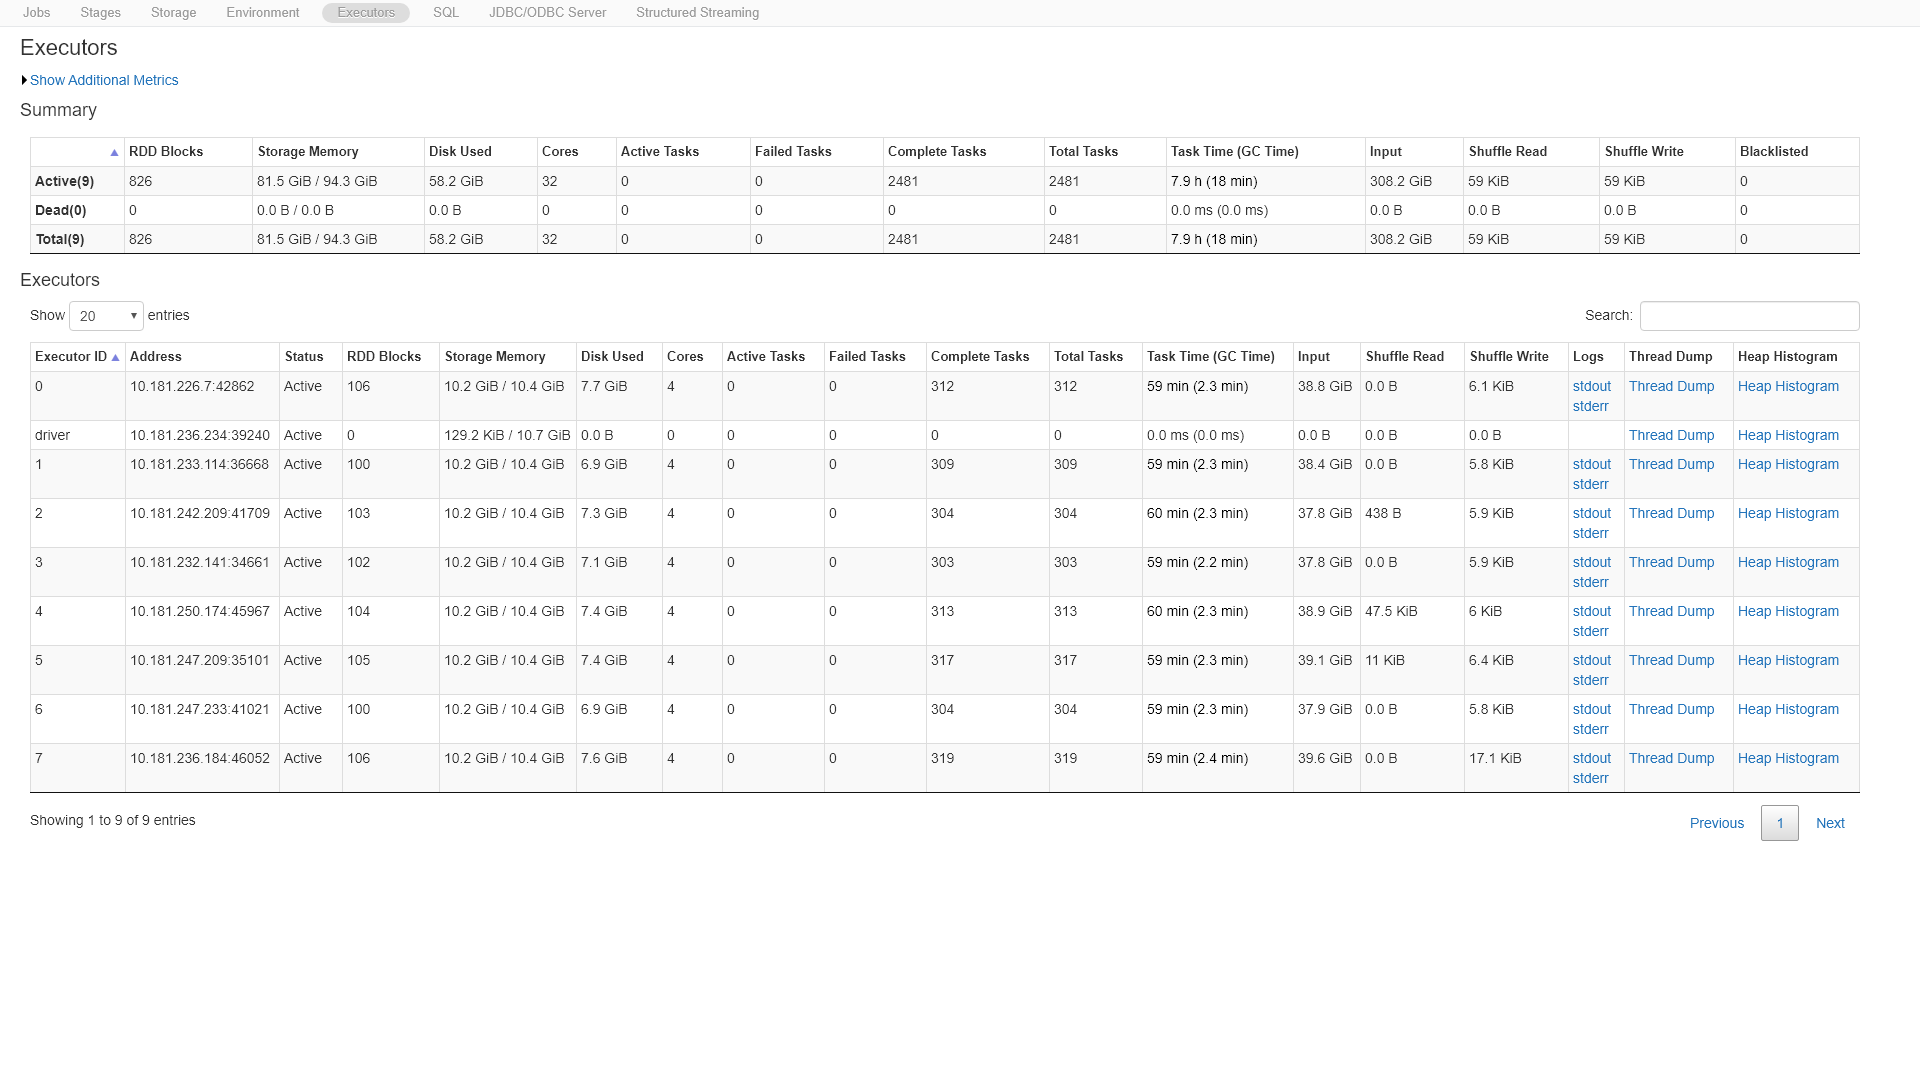 Jobs Stages Storage Environment Executors SQL JDBC/ODBC Server Structured Streaming
Executors
Show Additional Metrics
Summary
RDD Blocks Storage Memory Disk Used Cores Active Tasks Failed Tasks Complete Tasks Total Tasks Task Time (GC Time) Input Shuffle Read Shuffle Write Blacklisted
Active(9) 826 81.5 GiB / 94.3 GiB 58.2 GiB 32 0 0 2481 2481 7.9 h (18 min) 308.2 GiB 59 KiB 59 KiB 0
Dead(0) 0 0.0 B / 0.0 B 0.0 B 0 0 0 0 0 0.0 ms (0.0 ms) 0.0 B 0.0 B 0.0 B 0
Total(9) 826 81.5 GiB / 94.3 GiB 58.2 GiB 32 0 0 2481 2481 7.9 h (18 min) 308.2 GiB 59 KiB 59 KiB 0
Executors
Show 20 entries Search:
Executor ID Address Status RDD Blocks Storage Memory Disk Used Cores Active Tasks Failed Tasks Complete Tasks Total Tasks Task Time (GC Time) Input Shuffle Read Shuffle Write Logs Thread Dump Heap Histogram
0 10.181.226.7:42862 Active 106 10.2 GiB / 10.4 GiB 7.7 GiB 4 0 0 312 312 59 min (2.3 min) 38.8 GiB 0.0 B 6.1 KiB stdout Thread Dump Heap Histogram
stderr
driver 10.181.236.234:39240 Active 0 129.2 KiB / 10.7 GiB 0.0 B 0 0 0 0 0 0.0 ms (0.0 ms) 0.0 B 0.0 B 0.0 B Thread Dump Heap Histogram
1 10.181.233.114:36668 Active 100 10.2 GiB / 10.4 GiB 6.9 GiB 4 0 0 309 309 59 min (2.3 min) 38.4 GiB 0.0 B 5.8 KiB stdout Thread Dump Heap Histogram
stderr
2 10.181.242.209:41709 Active 103 10.2 GiB / 10.4 GiB 7.3 GiB 4 0 0 304 304 60 min (2.3 min) 37.8 GiB 438 B 5.9 KiB stdout Thread Dump Heap Histogram
stderr
3 10.181.232.141:34661 Active 102 10.2 GiB / 10.4 GiB 7.1 GiB 4 0 0 303 303 59 min (2.2 min) 37.8 GiB 0.0 B 5.9 KiB stdout Thread Dump Heap Histogram
stderr
4 10.181.250.174:45967 Active 104 10.2 GiB / 10.4 GiB 7.4 GiB 4 0 0 313 313 60 min (2.3 min) 38.9 GiB 47.5 KiB 6 KiB stdout Thread Dump Heap Histogram
stderr
5 10.181.247.209:35101 Active 105 10.2 GiB / 10.4 GiB 7.4 GiB 4 0 0 317 317 59 min (2.3 min) 39.1 GiB 11 KiB 6.4 KiB stdout Thread Dump Heap Histogram
stderr
6 10.181.247.233:41021 Active 100 10.2 GiB / 10.4 GiB 6.9 GiB 4 0 0 304 304 59 min (2.3 min) 37.9 GiB 0.0 B 5.8 KiB stdout Thread Dump Heap Histogram
stderr
7 10.181.236.184:46052 Active 106 10.2 GiB / 10.4 GiB 7.6 GiB 4 0 0 319 319 59 min (2.4 min) 39.6 GiB 0.0 B 17.1 KiB stdout Thread Dump Heap Histogram
stderr
Showing 1 to 9 of 9 entries Previous 1 Next